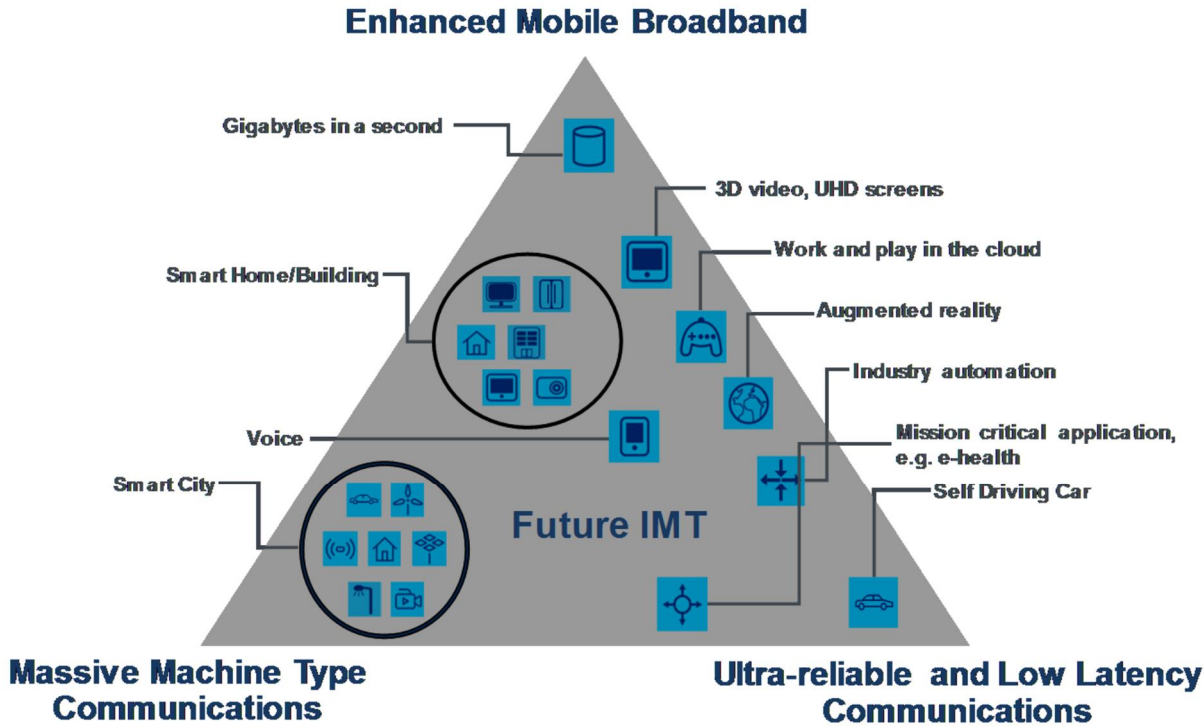 Enhanced Mobile Broadband
Gigabytes in a second
3D video, UHD screens
Work and play in the cloud
Smart Home/Building
Augmented reality
Industry automation
Voice
Mission critical application,
e.g. e-health
Smart City
Self Driving Car
Future IMT
Massive Machine Type
Communications
Ultra-reliable and Low Latency
Communications